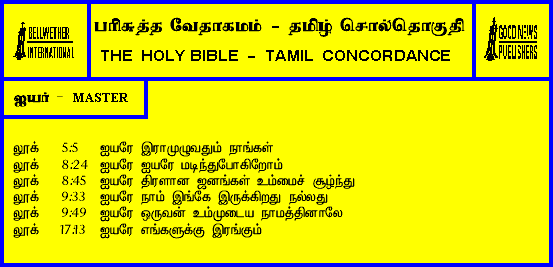 BELLWETHER
INTERNATIONAL
பரிசுத்த வேதாகமம் - தமிழ் சொல்தொகுதி
THE HOLY BIBLE - TAMIL CONCORDANCE
GOOD NEWS
PUBLISHERS
ஐயர் - MASTER
லூக் 5:5 ஐயரே இராமுழுவதும் நாங்கள்
லூக் 8:24 ஐயரே ஐயரே மடிந்துபோகிறோம்
லூக் 8:45 ஐயரே திரளான ஜனங்கள் உம்மைச் சூழ்ந்து
லூக் 9:33 ஐயரே நாம் இங்கே இருக்கிறது நல்லது
லூக் 9:49 ஐயரே ஒருவன் உம்முடைய நாமத்தினாலே
லூக் 17:13 ஐயரே எங்களுக்கு இரங்கும்